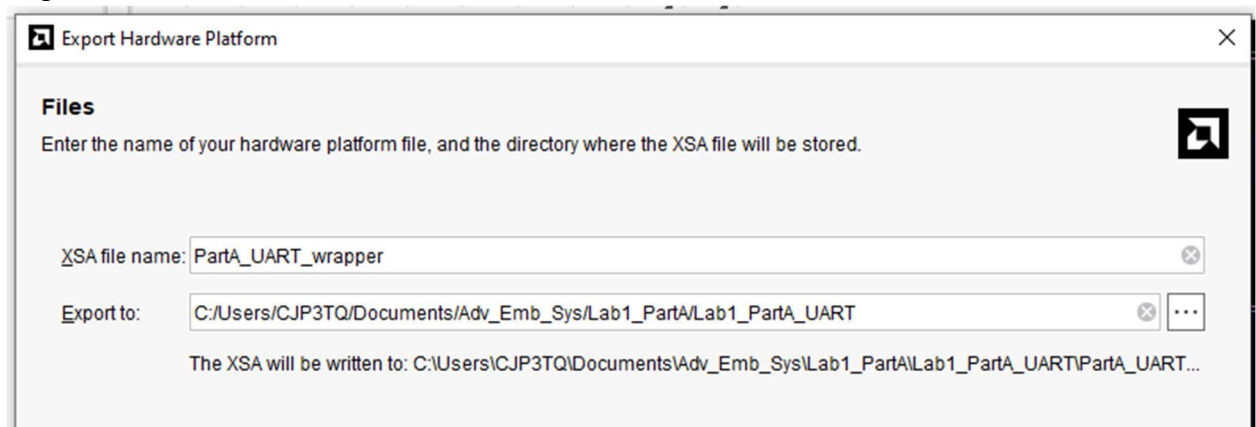 Export Hardware Platform
Files
Enter the name of your hardware platform file, and the directory where the XSA file will be stored.
XSA file name: PartA_UART_wrapper
Export to: C:/Users/CJP3TQ/Documents/Adv_Emb_Sys/Lab1_PartA/Lab1_PartA_UART
The XSA will be written to: C:\Users\CJP3TQ\Documents\Adv_Emb_Sys\Lab1_PartA\Lab1_PartA_UART\PartA_UART...